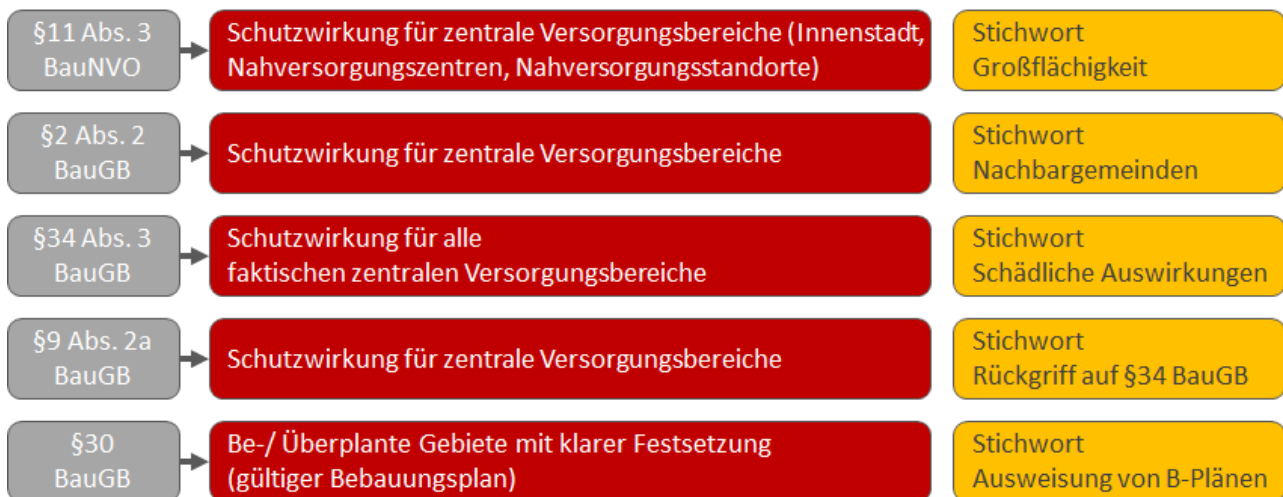 §11 Abs. 3
BauNVO
Schutzwirkung für zentrale Versorgungsbereiche (Innenstadt,
Nahversorgungszentren, Nahversorgungsstandorte)
Stichwort
Großflächigkeit
§2 Abs. 2
BauGB
Schutzwirkung für zentrale Versorgungsbereiche
Stichwort
Nachbargemeinden
§34 Abs. 3
BauGB
Schutzwirkung für alle
faktischen zentralen Versorgungsbereiche
Stichwort
Schädliche Auswirkungen
§9 Abs. 2a
BauGB
Schutzwirkung für zentrale Versorgungsbereiche
Stichwort
Rückgriff auf §34 BauGB
§30
BauGB
Be-/ Überplante Gebiete mit klarer Festsetzung
(gültiger Bebauungsplan)
Stichwort
Ausweisung von B-Plänen